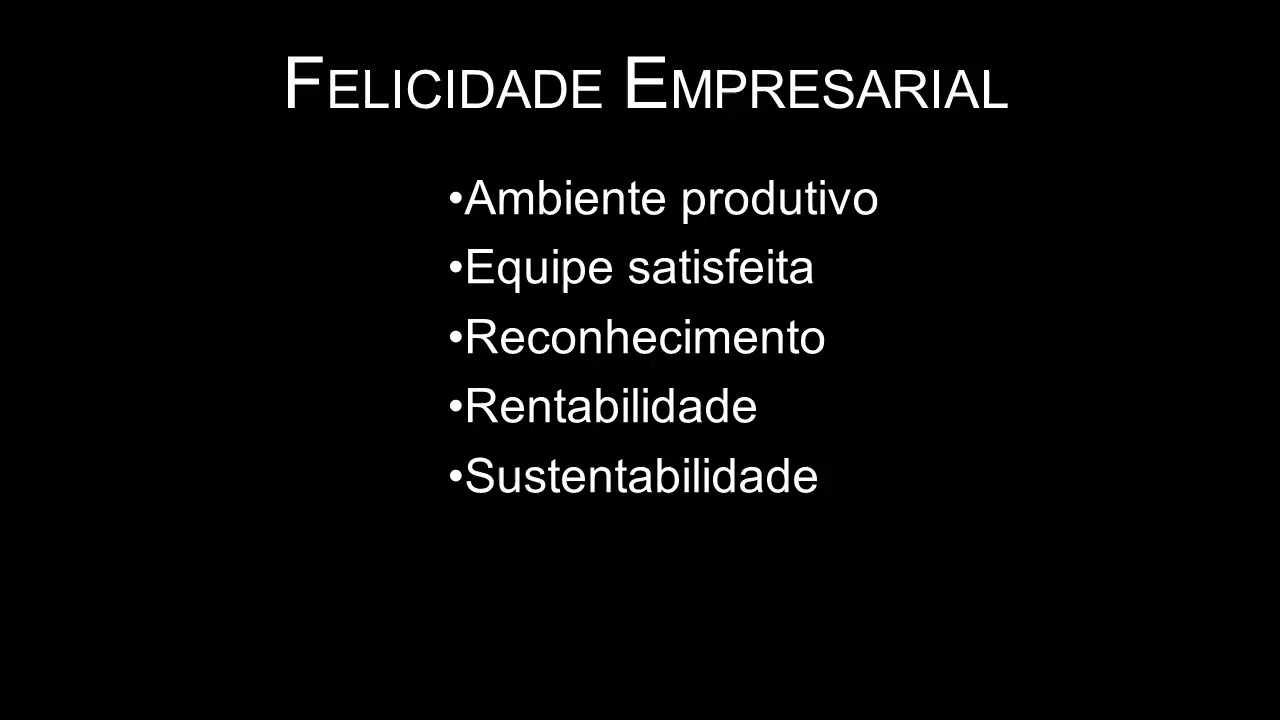 FELICIDADE EMPRESARIAL
•Ambiente produtivo
•Equipe satisfeita
•Reconhecimento
•Rentabilidade
•Sustentabilidade